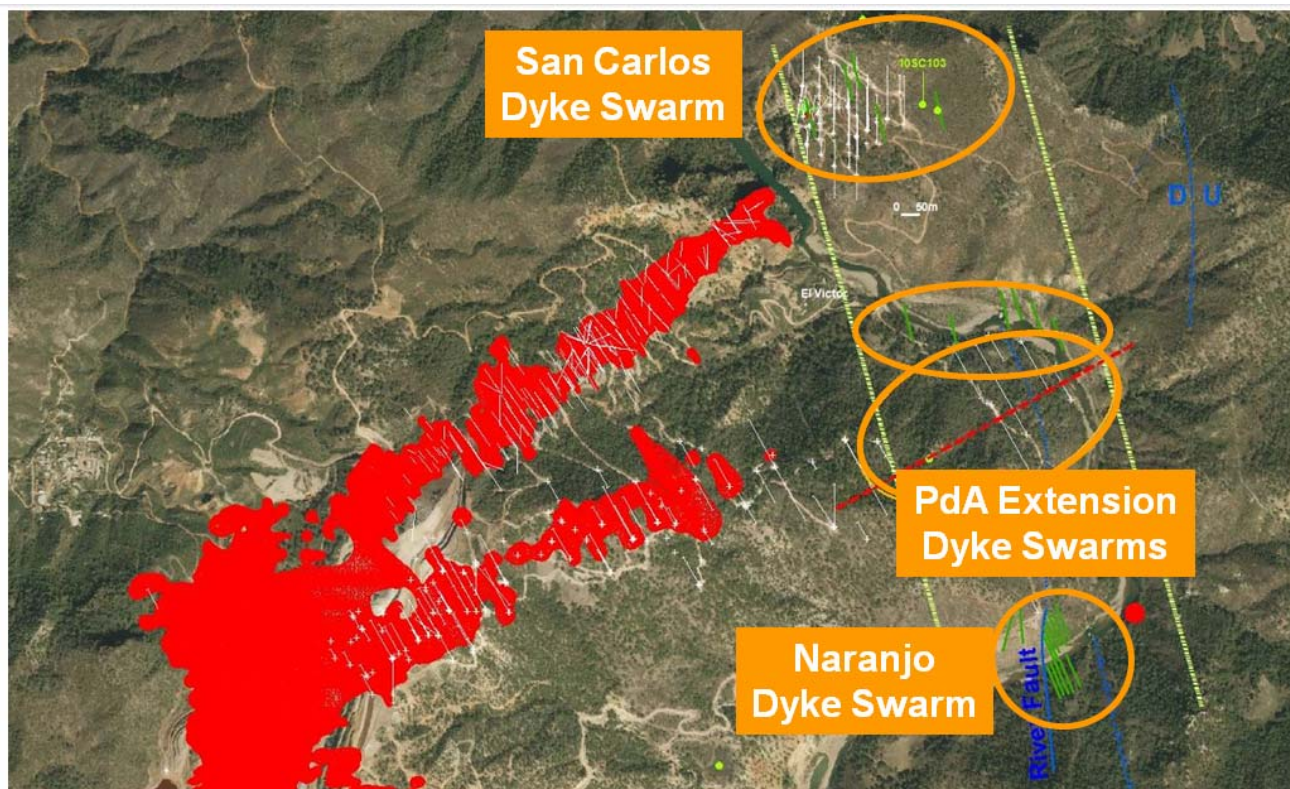 San Carlos
Dyke Swarm
10SC103
D U
0 50m
El Victor
PdA Extension
Dyke Swarms
Naranjo
Dyke Swarm
River Fault